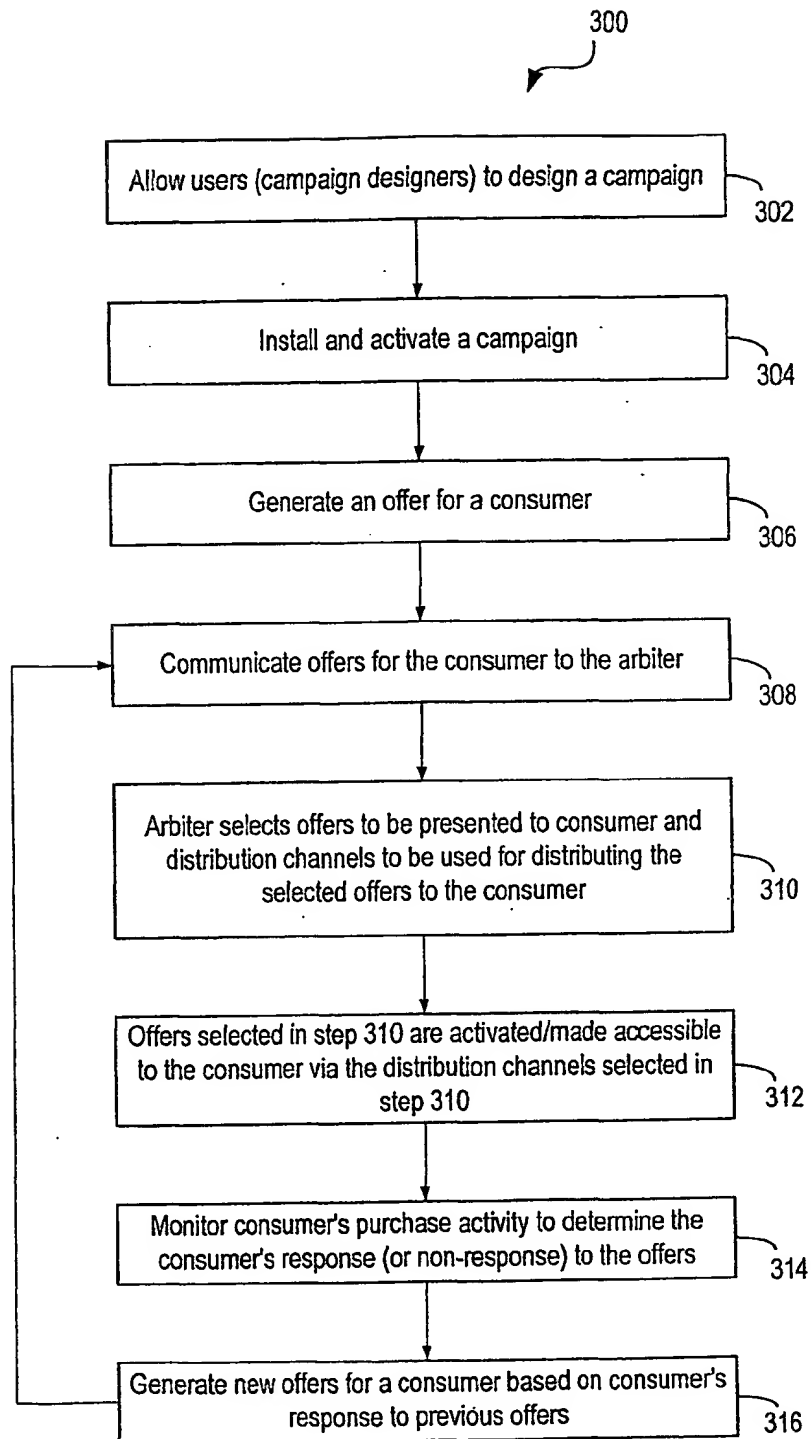 300
Allow users (campaign designers) to design a campaign
302
Install and activate a campaign
304
Generate an offer for a consumer
306
Communicate offers for the consumer to the arbiter
308
Arbiter selects offers to be presented to consumer and
distribution channels to be used for distributing the
selected offers to the consumer
310
Offers selected in step 310 are activated/made accessible
to the consumer via the distribution channels selected in
step 310
312
Monitor consumer's purchase activity to determine the
consumer's response (or non-response) to the offers
314
Generate new offers for a consumer based on consumer's
response to previous offers
316